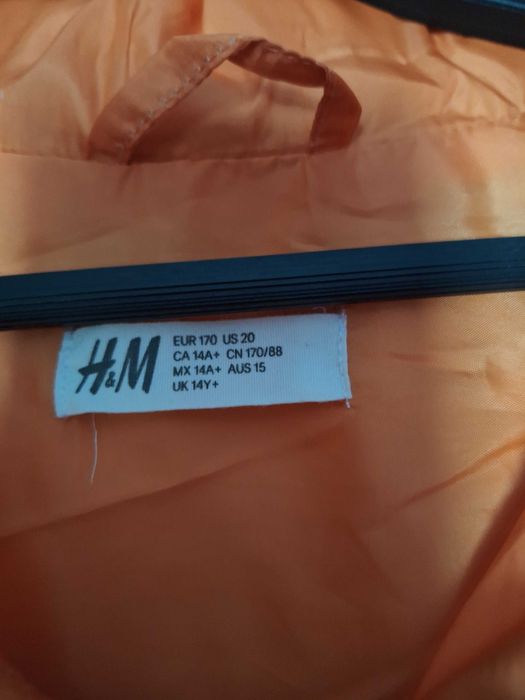 H&M
EUR 170 US 20
CA 14A+ CN 170/88
MX 14A+ AUS 15
UK 14Y+